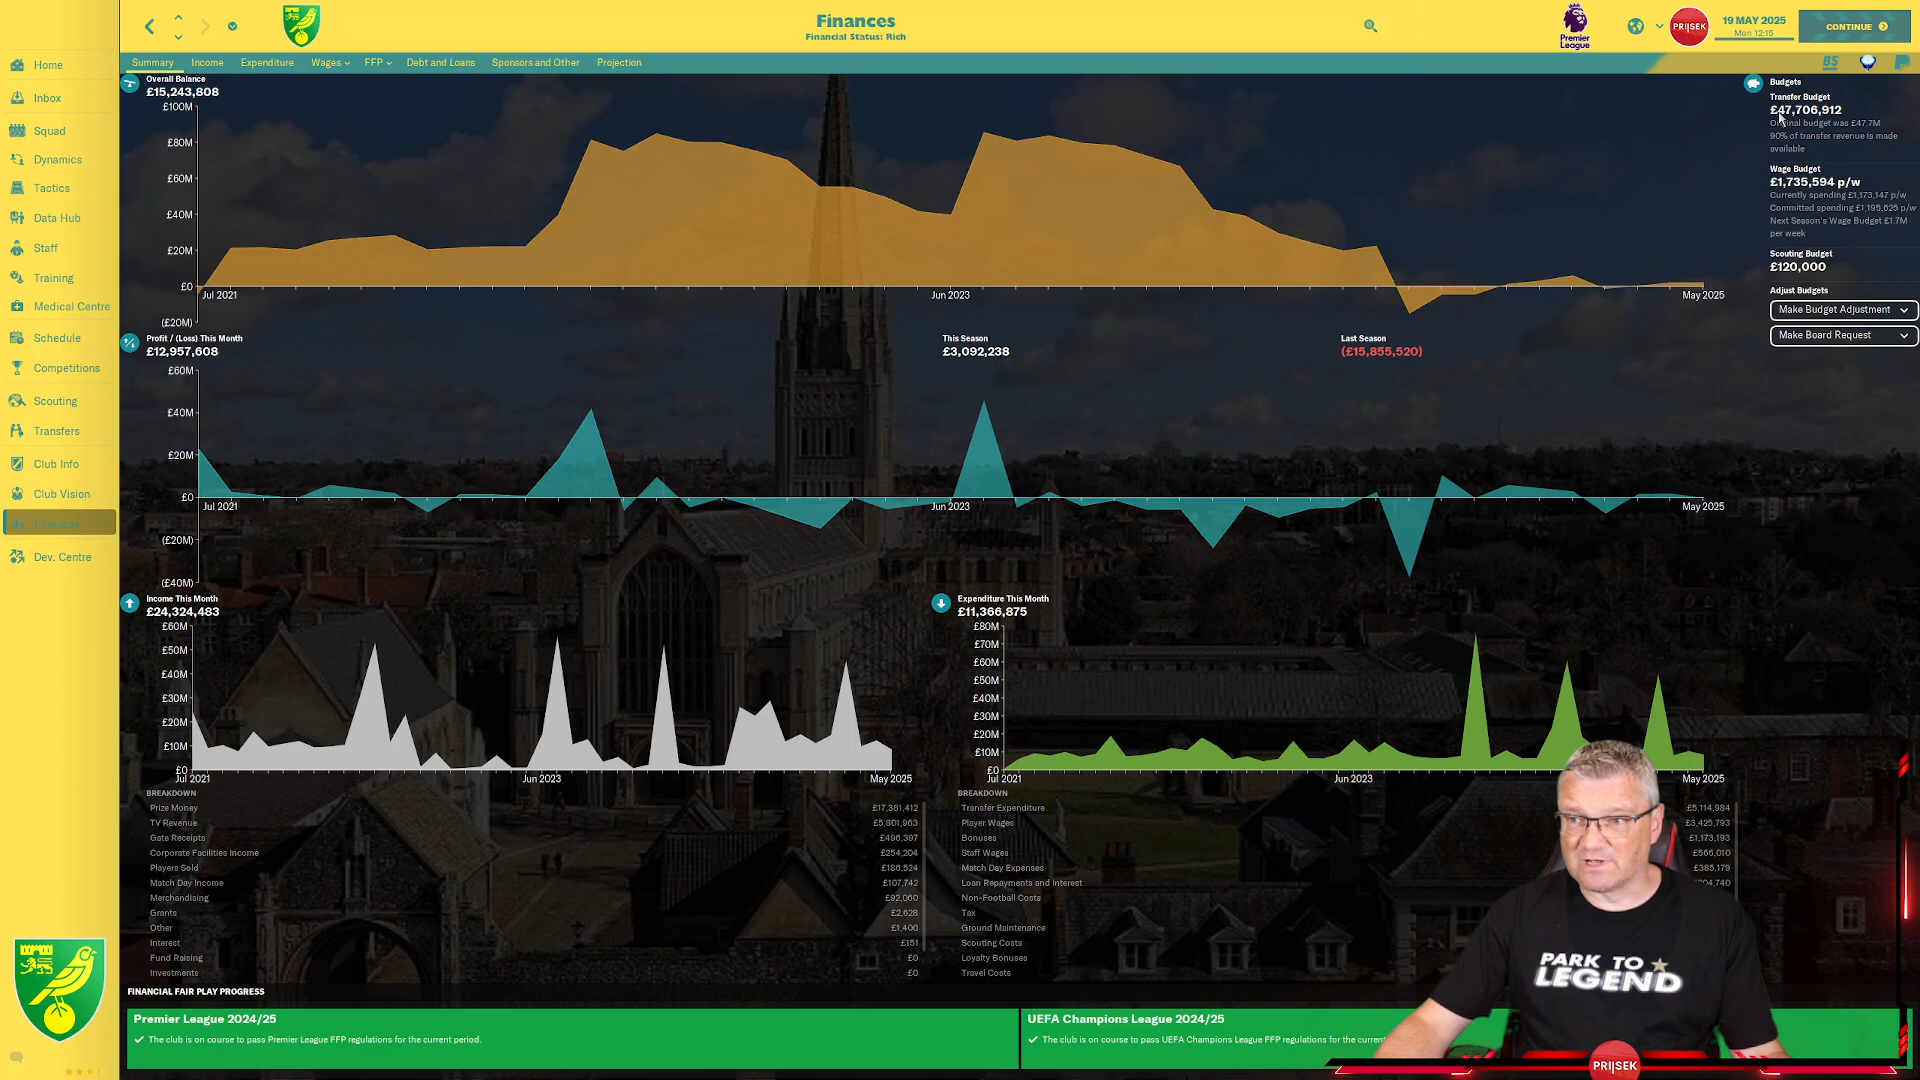 Finances
Financial Status: Rich
Premier
League
PRIISEK
19 MAY 2025
Mon 12:15
CONTINUE
Summary
Income
Expenditure
Wages
FFP
Debt and Loans
Sponsors and Other
Projection
BS
Home
Inbox
Squad
Dynamics
Tactics
Data Hub
Staff
Training
Medical Centre
Schedule
Competitions
Scouting
Transfers
Club Info
Club Vision
Finances
Dev. Centre
Overall Balance
£15,243,808
£100M
£80M
£60M
£40M
£20M
£0
(£20M)
Jul 2021
Jun 2023
May 2025
Profit / (Loss) This Month
£12,957,608
This Season
£3,092,238
Last Season
(£15,855,520)
£60M
£40M
£20M
£0
(£20M)
(£40M)
Jul 2021
Jun 2023
May 2025
Income This Month
£24,324,483
£60M
£50M
£40M
£30M
£20M
£10M
£0
Jul 2021
Jun 2023
May 2025
BREAKDOWN
Prize Money £17,381,412
TV Revenue £5,801,963
Gate Receipts £496,397
Corporate Facilities Income £254,204
Players Sold £186,524
Match Day Income £107,742
Merchandising £92,060
Grants £2,628
Other £1,400
Interest £151
Fund Raising £0
Investments £0
Expenditure This Month
£11,366,875
£80M
£70M
£60M
£50M
£40M
£30M
£20M
£10M
£0
Jul 2021
Jun 2023
May 2025
BREAKDOWN
Transfer Expenditure £5,114,984
Player Wages £3,425,793
Bonuses £1,173,193
Staff Wages £566,010
Match Day Expenses £385,179
Loan Repayments and Interest
Non-Football Costs
Tax
Ground Maintenance
Scouting Costs
Loyalty Bonuses
Travel Costs
Budgets
Transfer Budget
£47,706,912
Original budget was £47.7M
90% of transfer revenue is made
available
Wage Budget
£1,735,594 p/w
Currently spending £1,173,147 p/w
Committed spending £1,195,625 p/w
Next Season's Wage Budget £1.7M
per week
Scouting Budget
£120,000
Adjust Budgets
Make Budget Adjustment
Make Board Request
FINANCIAL FAIR PLAY PROGRESS
Premier League 2024/25
The club is on course to pass Premier League FFP regulations for the current period.
UEFA Champions League 2024/25
The club is on course to pass UEFA Champions League FFP regulations for the current
PARK TO
LEGEND
PRIISEK